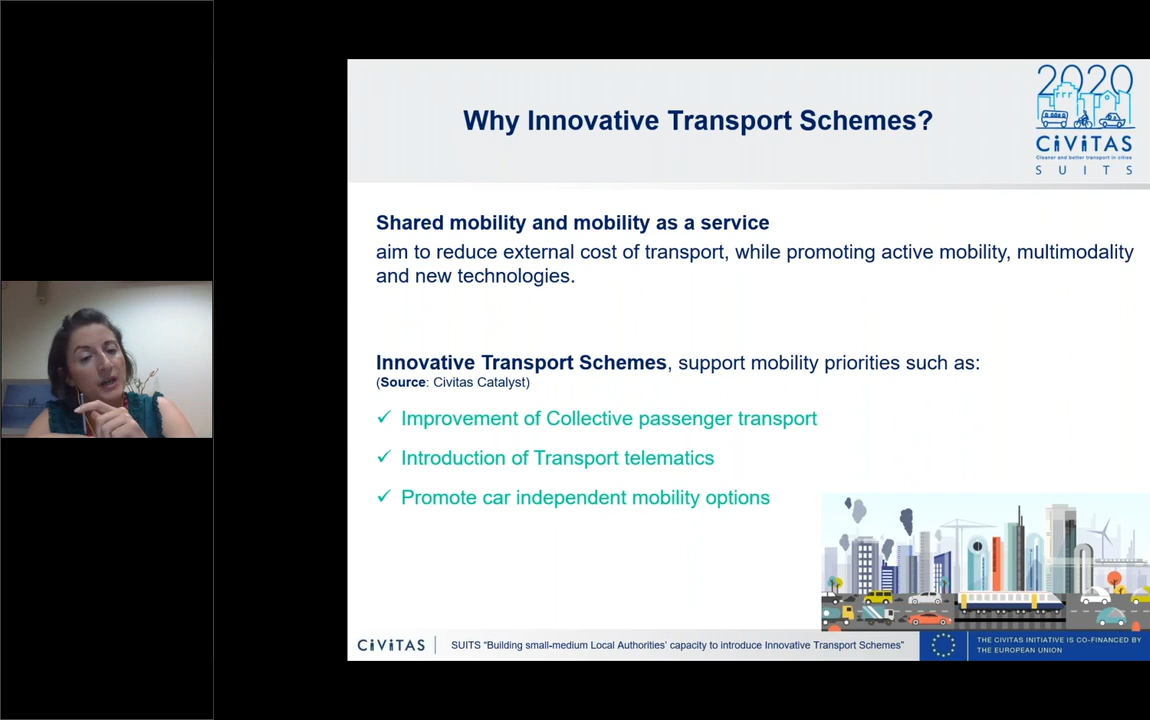 Why Innovative Transport Schemes?
2020
CiViTAS
Cleaner and better transport in cities
S U I T S
Shared mobility and mobility as a service
aim to reduce external cost of transport, while promoting active mobility, multimodality
and new technologies.
Innovative Transport Schemes, support mobility priorities such as:
(Source: Civitas Catalyst)
✓ Improvement of Collective passenger transport
✓ Introduction of Transport telematics
✓ Promote car independent mobility options
CiViTAS
SUITS “Building small-medium Local Authorities’ capacity to introduce Innovative Transport Schemes”
THE CIVITAS INITIATIVE IS CO-FINANCED BY
THE EUROPEAN UNION